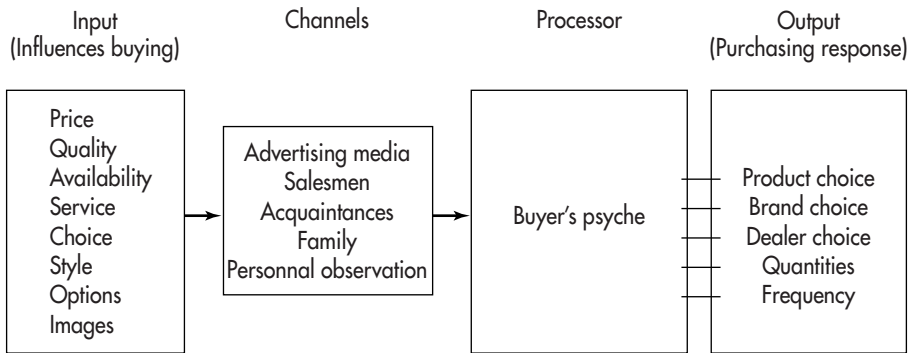 Input
(Influences buying)
Channels
Processor
Output
(Purchasing response)
Price
Quality
Availability
Service
Choice
Style
Options
Images
Advertising media
Salesmen
Acquaintances
Family
Personnal observation
Buyer's psyche
Product choice
Brand choice
Dealer choice
Quantities
Frequency